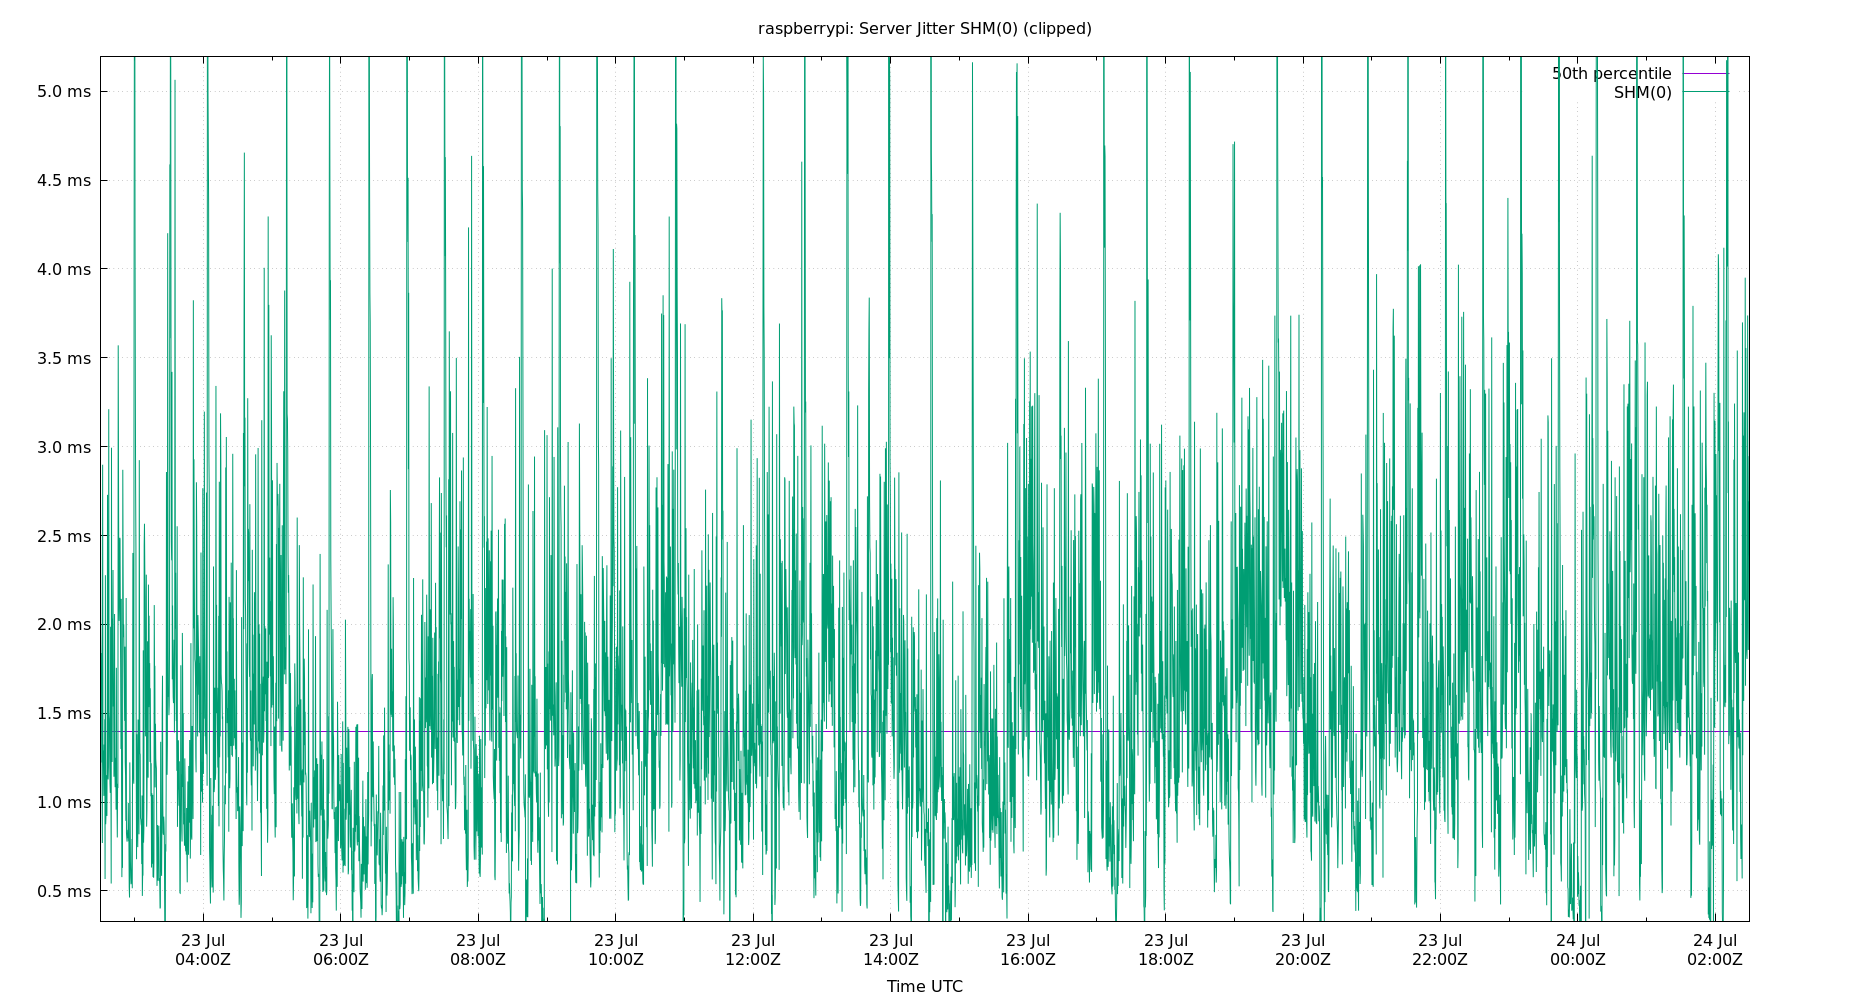 raspberrypi: Server Jitter SHM(0) (clipped)
50th percentile
SHM(0)
5.0 ms
4.5 ms
4.0 ms
3.5 ms
3.0 ms
2.5 ms
2.0 ms
1.5 ms
1.0 ms
0.5 ms
23 Jul 23 Jul 23 Jul 23 Jul 23 Jul 23 Jul 23 Jul 23 Jul 23 Jul 23 Jul 24 Jul 24 Jul
04:00Z 06:00Z 08:00Z 10:00Z 12:00Z 14:00Z 16:00Z 18:00Z 20:00Z 22:00Z 00:00Z 02:00Z
Time UTC